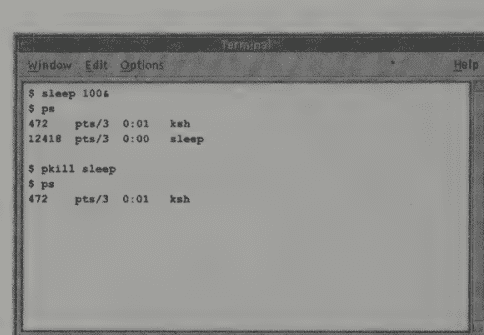 Terminal
Window Edit Options Help
$ sleep 100&
$ ps
472 pts/3 0:01 ksh
12418 pts/3 0:00 sleep
$ pkill sleep
$ ps
472 pts/3 0:01 ksh